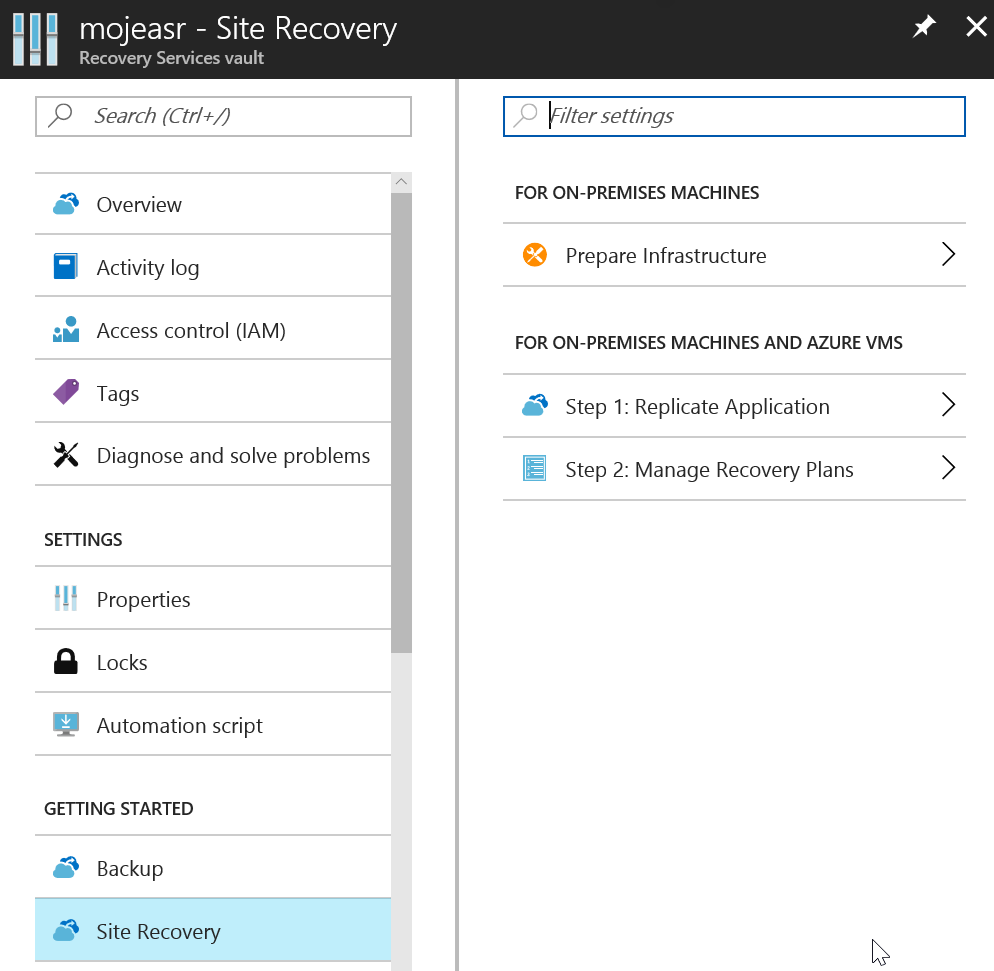 mojeasr - Site Recovery
Recovery Services vault
Search (Ctrl+/)
Overview
Activity log
Access control (IAM)
Tags
Diagnose and solve problems
SETTINGS
Properties
Locks
Automation script
GETTING STARTED
Backup
Site Recovery
Filter settings
FOR ON-PREMISES MACHINES
Prepare Infrastructure
FOR ON-PREMISES MACHINES AND AZURE VMS
Step 1: Replicate Application
Step 2: Manage Recovery Plans